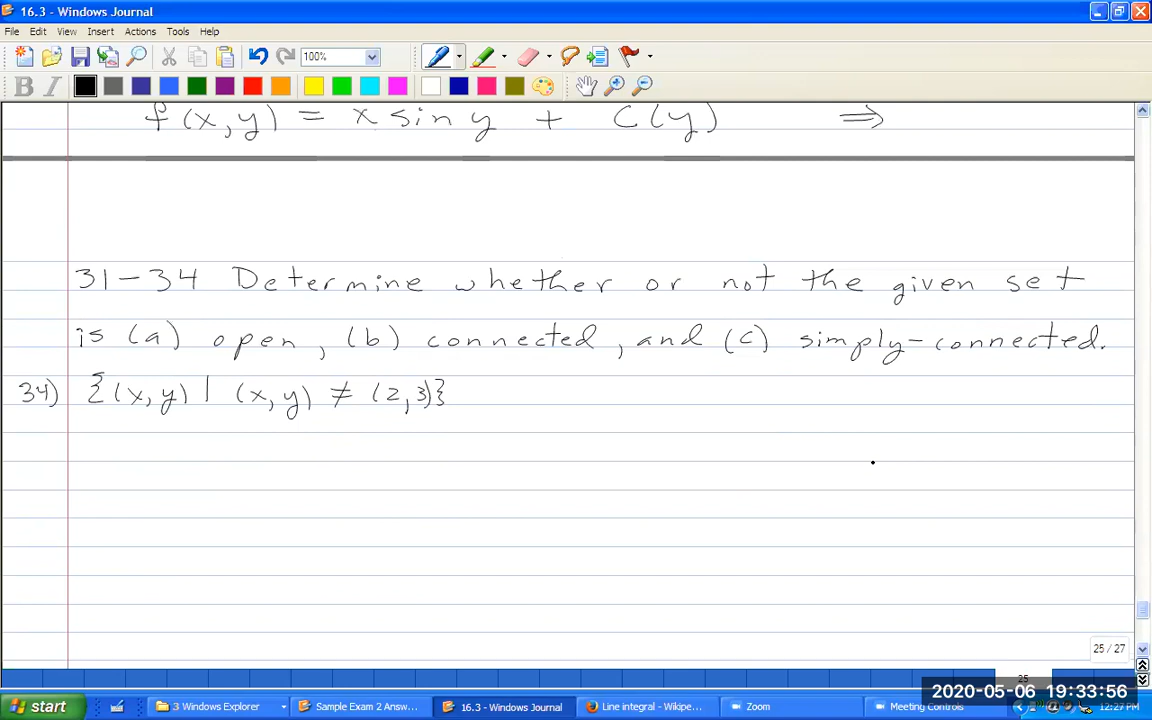 16.3 - Windows Journal
File Edit View Insert Actions Tools Help
100%
B I
f(x,y) = x sin y + C(y) ⇒
31-34 Determine whether or not the given set
is (a) open, (b) connected, and (c) simply-connected.
34) {(x,y) | (x,y) ≠ (2,3)}
25 / 27
25
2020-05-06 19:33:56
start
3 Windows Explorer
Sample Exam 2 Answ...
16.3 - Windows Journal
Line integral - Wikipe...
Zoom
Meeting Controls
12:27 PM